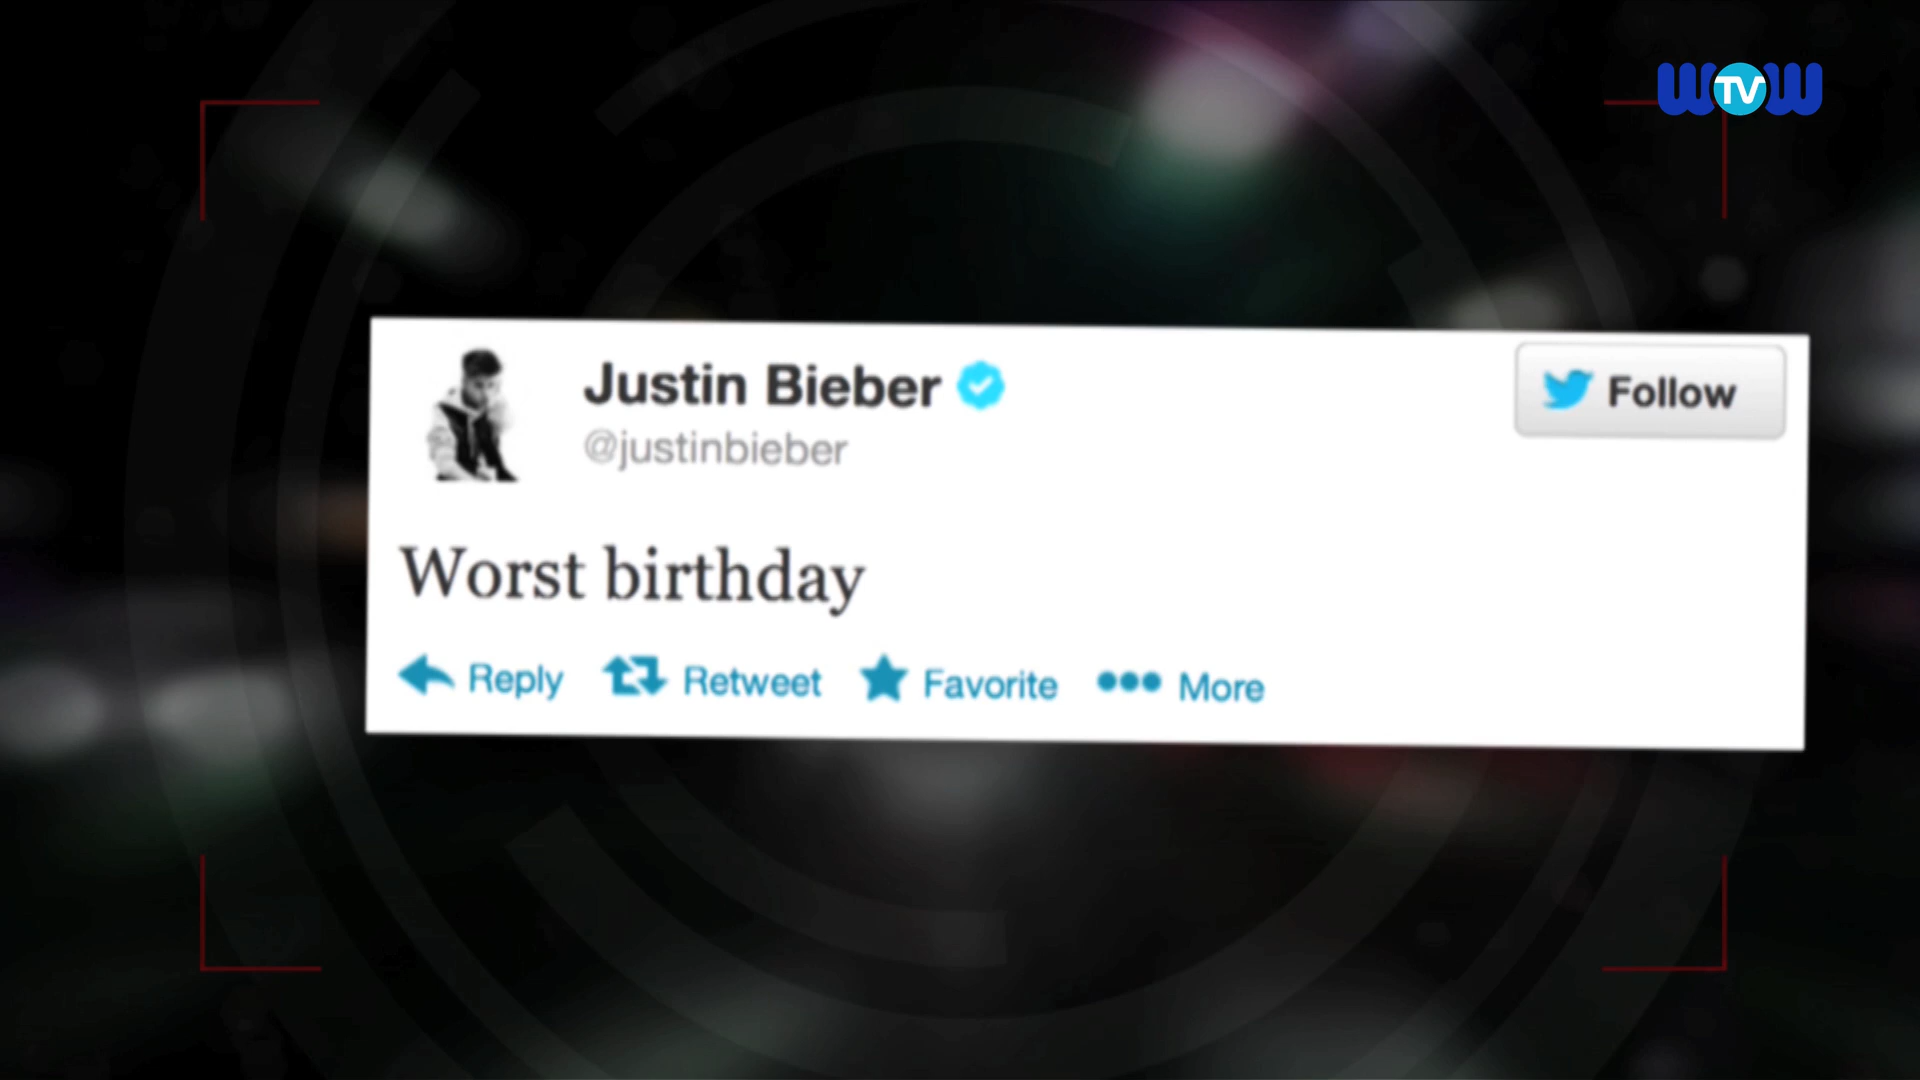 WTVW
Justin Bieber
@justinbieber
Follow
Worst birthday
Reply Retweet Favorite More